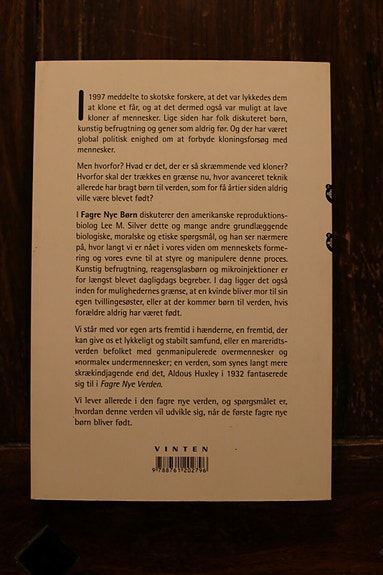 I 1997 meddelte to skotske forskere, at det var lykkedes dem
at klone et får, og at det dermed også var muligt at lave
kloner af mennesker. Lige siden har folk diskuteret børn,
kunstig befrugtning og gener som aldrig før. Og der har været
global politisk enighed om at forbyde kloningsforsøg med
mennesker.
Men hvorfor? Hvad er det, der er så skræmmende ved kloner?
Hvorfor skal der trækkes en grænse nu, hvor avanceret teknik
allerede har bragt børn til verden, som for få årtier siden aldrig
ville være blevet født?
I Fagre Nye Børn diskuterer den amerikanske reproduktions-
biolog Lee M. Silver dette og mange andre grundlæggende
biologiske, moralske og etiske spørgsmål, og han ser nærmere
på, hvor langt vi er nået i vores viden om menneskets forme-
ring og vores evne til at styre og manipulere denne proces.
Kunstig befrugtning, reagensglasbørn og mikroinjektioner er
for længst blevet dagligdags begreber. I dag ligger det også
inden for mulighedernes grænse, at en kvinde bliver mor til sin
egen tvillingesøster, eller at der kommer børn til verden, hvis
forældre aldrig har været født.
Vi står med vor egen arts fremtid i hænderne, en fremtid, der
kan give os et lykkeligt og stabilt samfund, eller en mareridts-
verden befolket med genmanipulerede overmennesker og
»normale« undermennesker; en verden, som synes langt mere
skrækindjagende end det, Aldous Huxley i 1932 fantaserede
sig til i Fagre Nye Verden.
Vi lever allerede i den fagre nye verden, og spørgsmålet er,
hvordan denne verden vil udvikle sig, når de første fagre nye
børn bliver født.
VINTEN
9788761202796